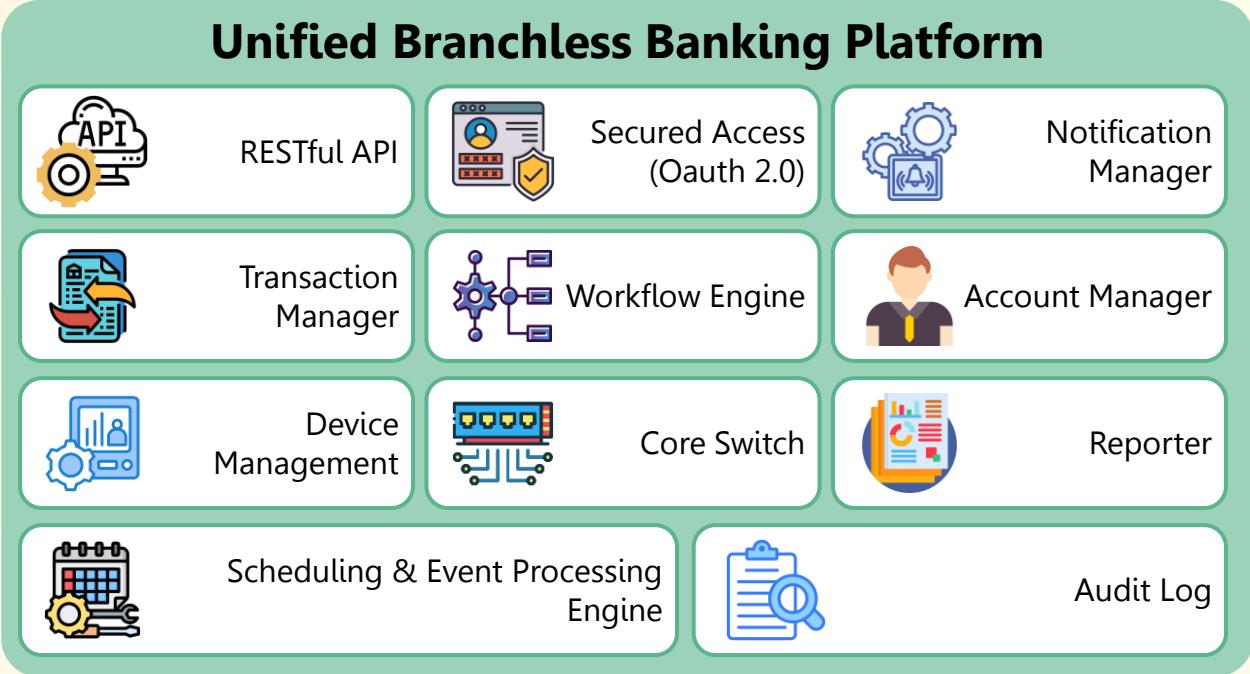 Unified Branchless Banking Platform
API
RESTful API
Secured Access
(Oauth 2.0)
Notification
Manager
Transaction
Manager
Workflow Engine
Account Manager
Device
Management
Core Switch
Reporter
Scheduling & Event Processing
Engine
Audit Log